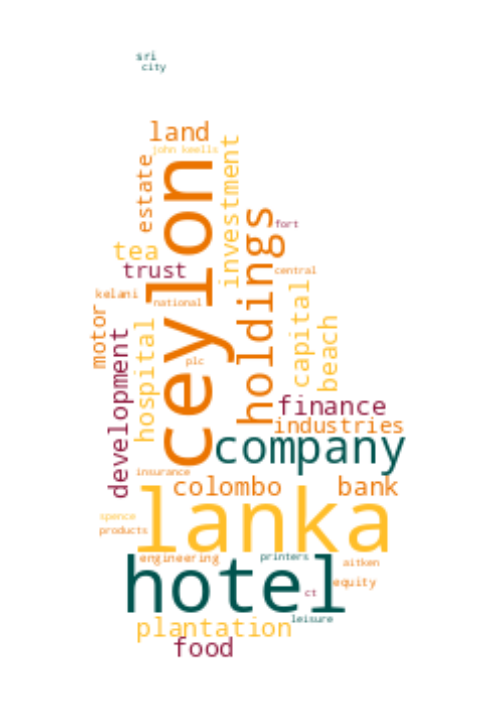 sri
city
land
john keells
ceylon
investment
estate
holdings
fort
tea
trust
central
kelani
national
capital
motor
beach
hospital
development
plc
finance
industries
company
insurance
colombo
bank
lanka
spence
products
engineering
printers
aitken
hotel
equity
ct
leisure
plantation
food